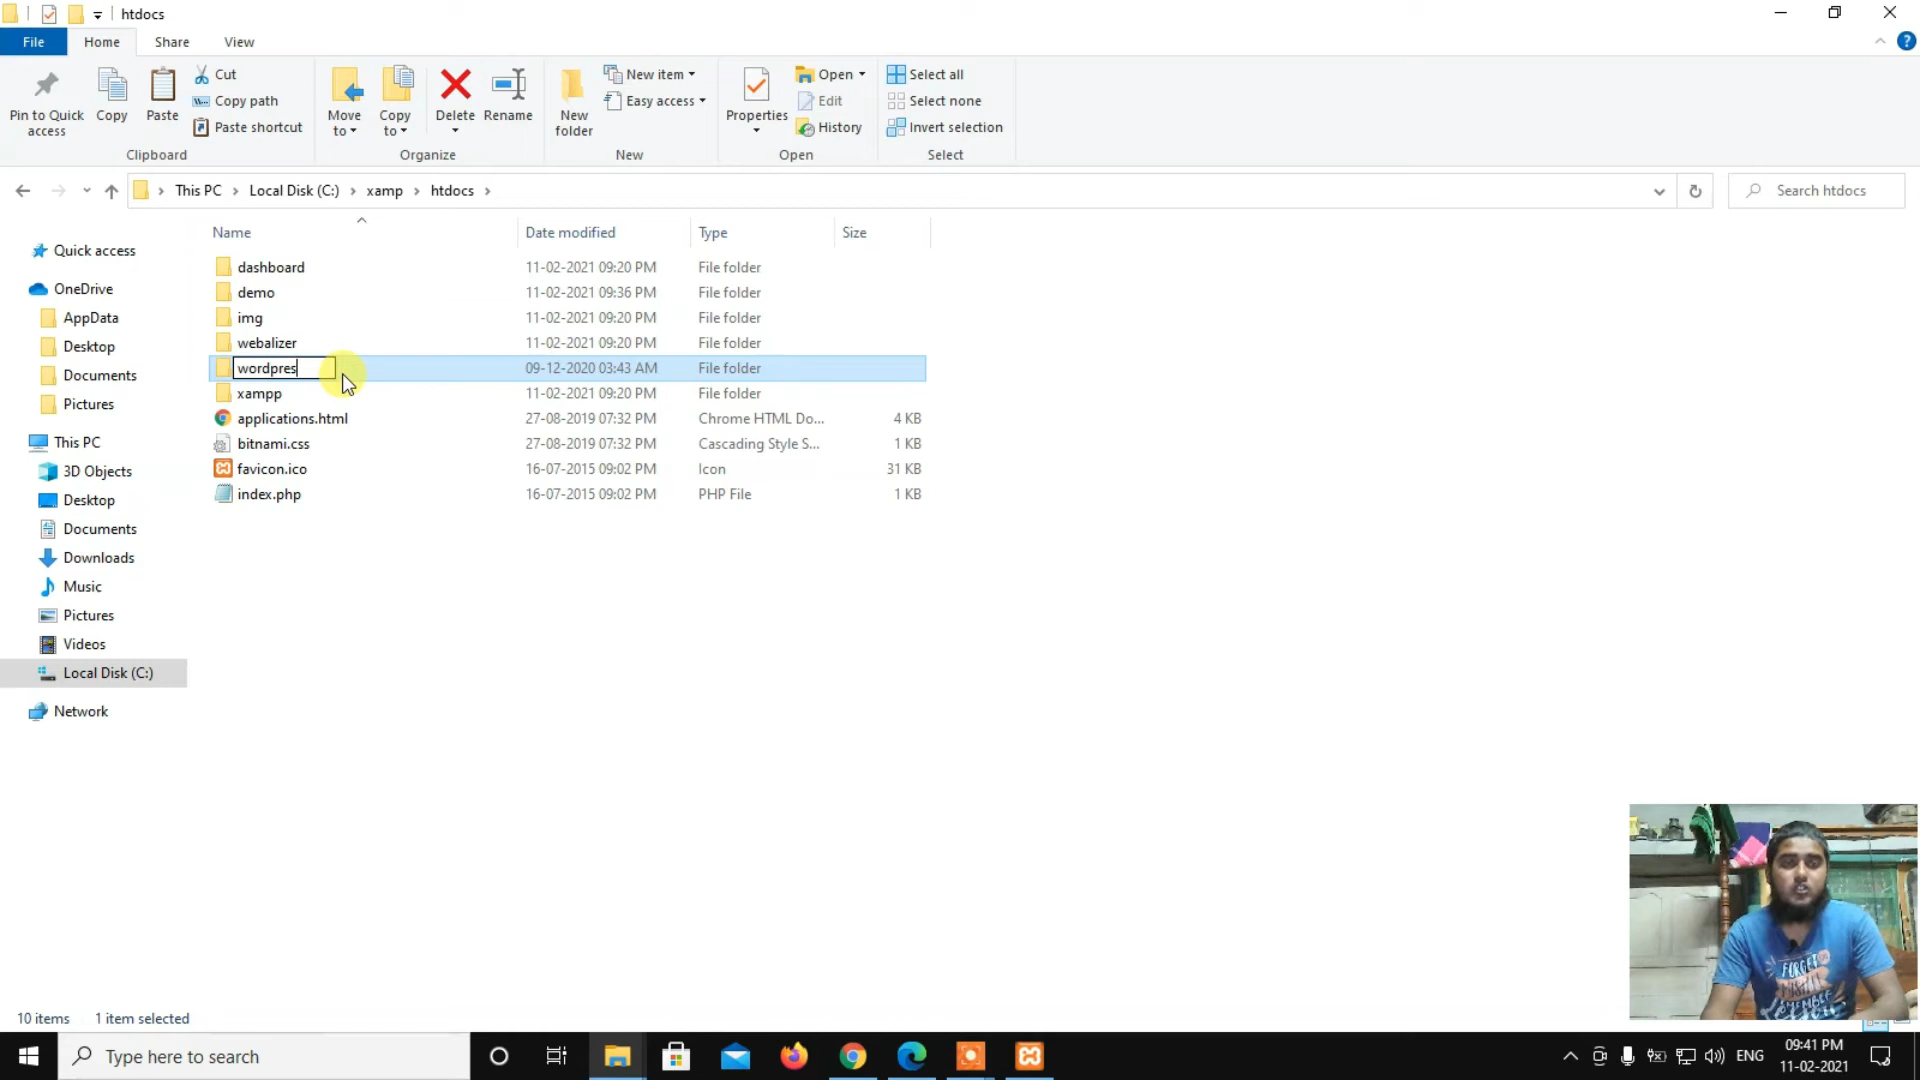 htdocs
File Home Share View
Pin to Quick access
Copy
Paste
Cut
Copy path
Paste shortcut
Clipboard
Move to
Copy to
Delete
Rename
Organize
New folder
New item
Easy access
New
Properties
Open
Edit
History
Open
Select all
Select none
Invert selection
Select
This PC Local Disk (C:) xamp htdocs
Search htdocs
Quick access
OneDrive
AppData
Desktop
Documents
Pictures
This PC
3D Objects
Desktop
Documents
Downloads
Music
Pictures
Videos
Local Disk (C:)
Network
Name Date modified Type Size
dashboard 11-02-2021 09:20 PM File folder
demo 11-02-2021 09:36 PM File folder
img 11-02-2021 09:20 PM File folder
webalizer 11-02-2021 09:20 PM File folder
wordpres 09-12-2020 03:43 AM File folder
xampp 11-02-2021 09:20 PM File folder
applications.html 27-08-2019 07:32 PM Chrome HTML Do... 4 KB
bitnami.css 27-08-2019 07:32 PM Cascading Style S... 1 KB
favicon.ico 16-07-2015 09:02 PM Icon 31 KB
index.php 16-07-2015 09:02 PM PHP File 1 KB
FORGET
10 items 1 item selected
Type here to search
ENG
09:41 PM
11-02-2021